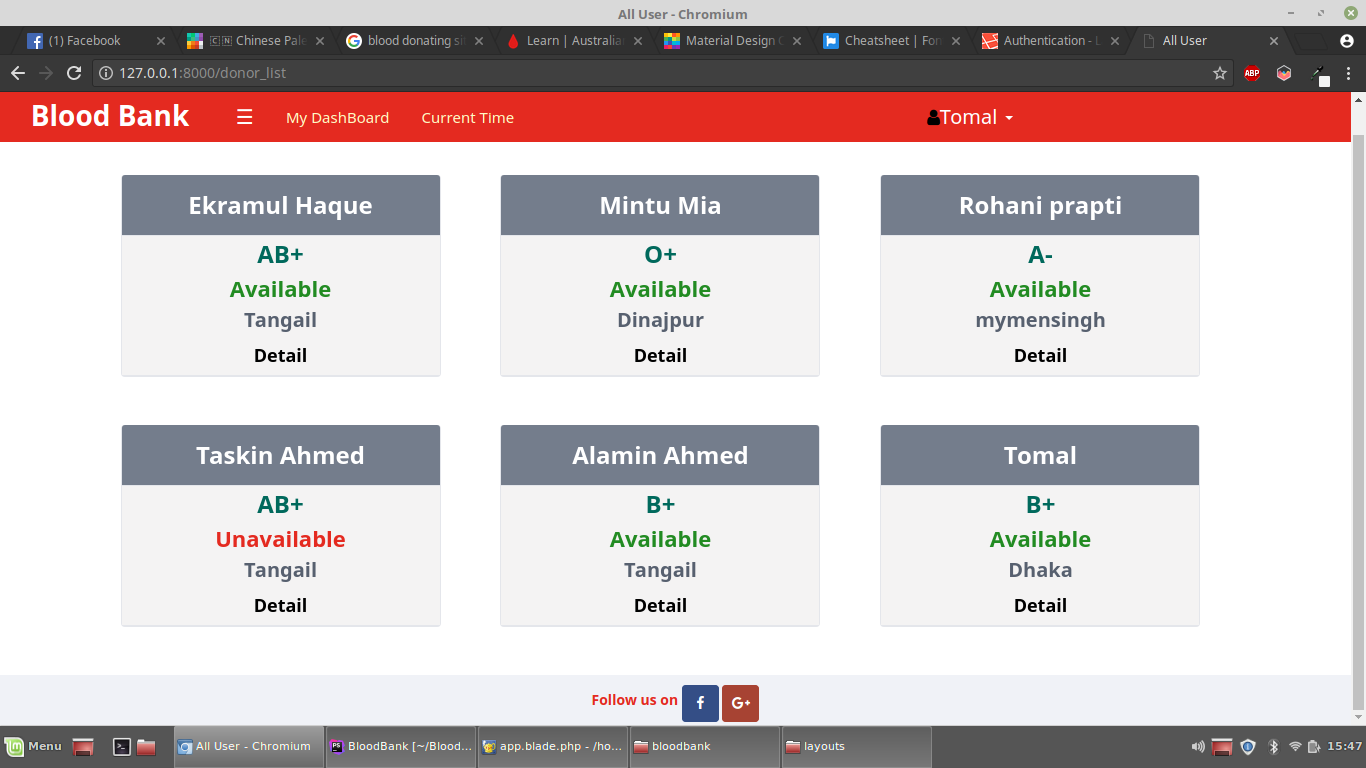 All User - Chromium
(1) Facebook
🇨🇳 Chinese Pale
blood donating sit
Learn | Australia
Material Design C
Cheatsheet | Fon
Authentication - L
All User
127.0.0.1:8000/donor_list
ABP
Blood Bank
☰
My DashBoard
Current Time
Tomal
Ekramul Haque
AB+
Available
Tangail
Detail
Mintu Mia
O+
Available
Dinajpur
Detail
Rohani prapti
A-
Available
mymensingh
Detail
Taskin Ahmed
AB+
Unavailable
Tangail
Detail
Alamin Ahmed
B+
Available
Tangail
Detail
Tomal
B+
Available
Dhaka
Detail
Follow us on
f
G+
Menu
All User - Chromium
PS
BloodBank [~/Blood...
app.blade.php - /ho...
bloodbank
layouts
15:47